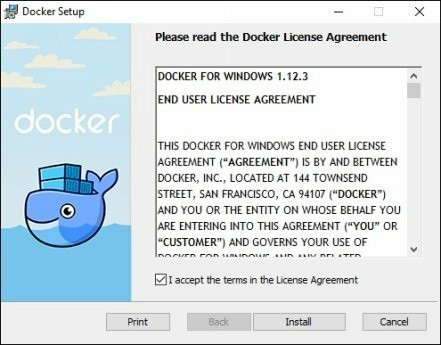 Docker Setup
Please read the Docker License Agreement
docker
DOCKER FOR WINDOWS 1.12.3
END USER LICENSE AGREEMENT
THIS DOCKER FOR WINDOWS END USER LICENSE
AGREEMENT (“AGREEMENT”) IS BY AND BETWEEN
DOCKER, INC., LOCATED AT 144 TOWNSEND
STREET, SAN FRANCISCO, CA 94107 (“DOCKER”)
AND YOU OR THE ENTITY ON WHOSE BEHALF YOU
ARE ENTERING INTO THIS AGREEMENT (“YOU” OR
“CUSTOMER”) AND GOVERNS YOUR USE OF
DOCKER FOR WINDOWS AND ANY RELATED
I accept the terms in the License Agreement
Print Back Install Cancel